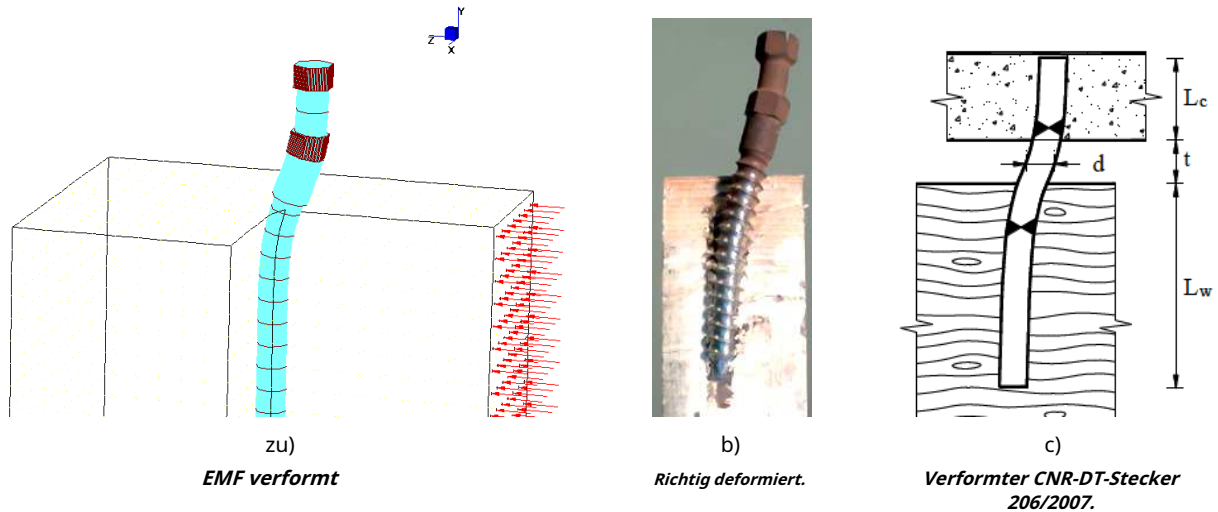 Y
Z
X
Lc
t
d
Lw
zu)
b)
c)
EMF verformt
Richtig deformiert.
Verformter CNR-DT-Stecker
206/2007.